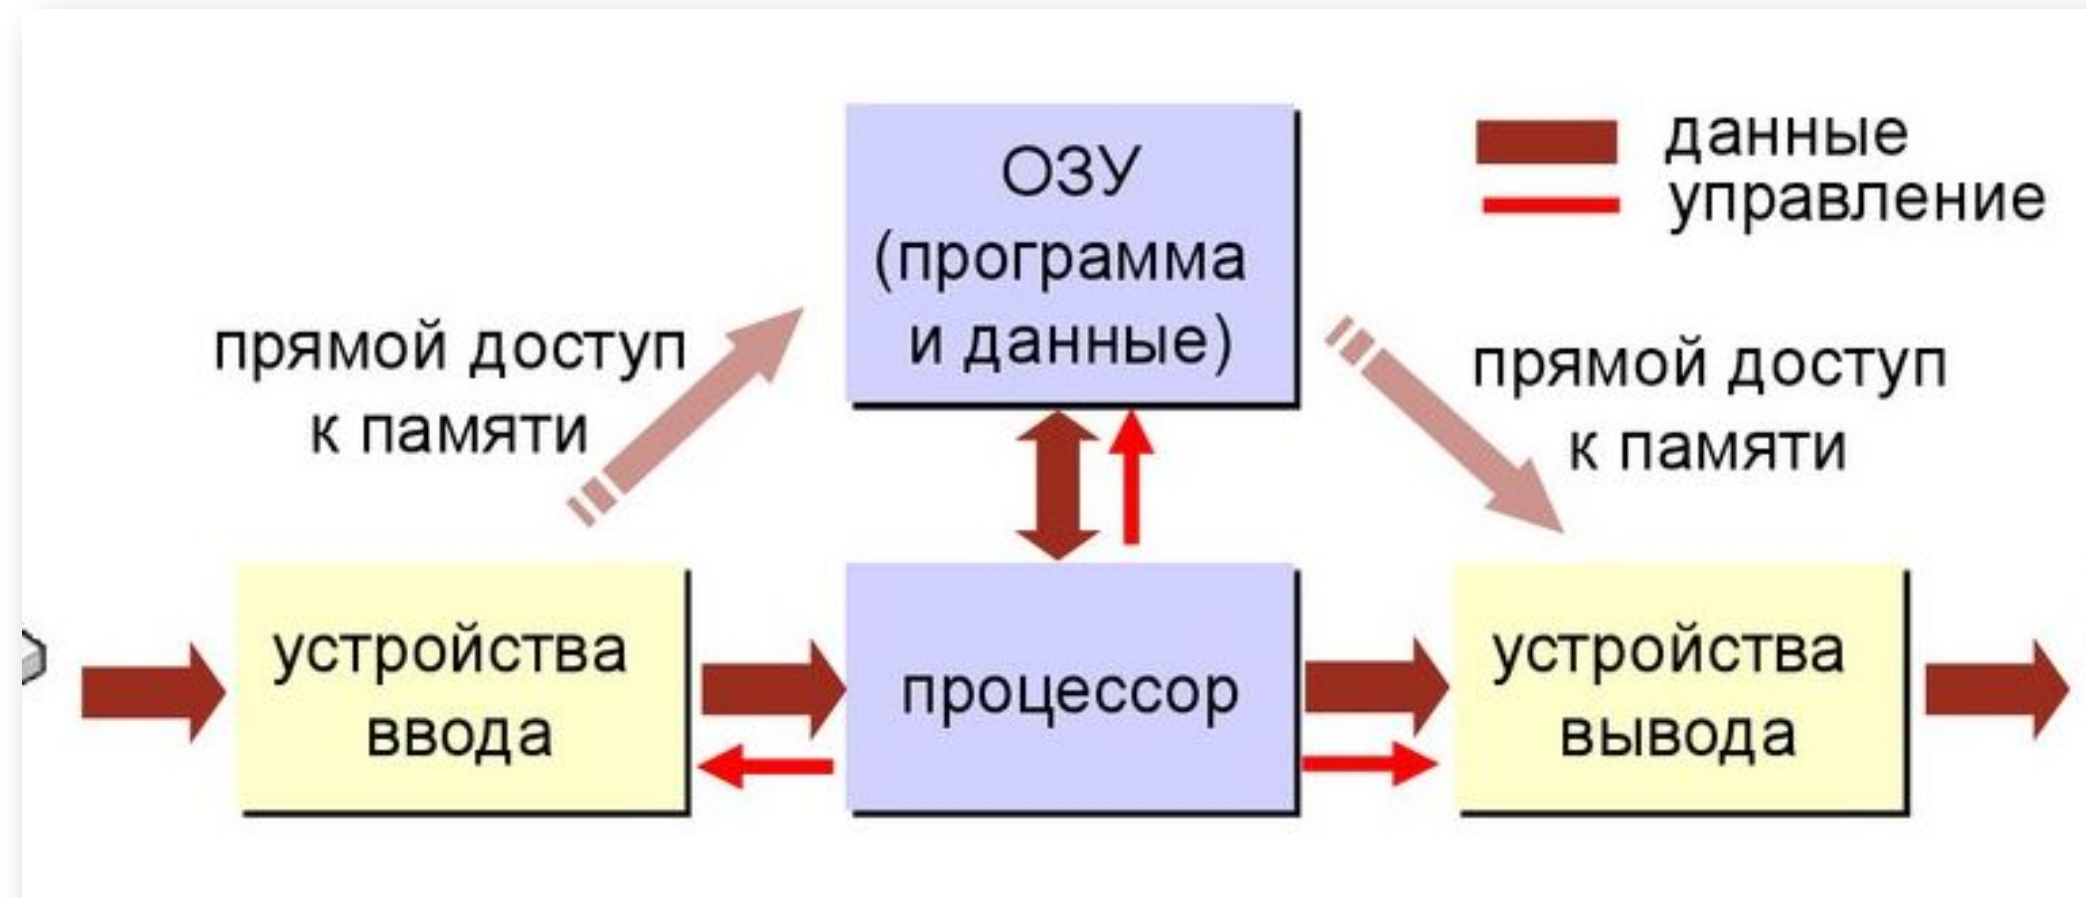 ОЗУ
(программа
и данные)
данные
управление
прямой доступ
к памяти
прямой доступ
к памяти
устройства
ввода
процессор
устройства
вывода